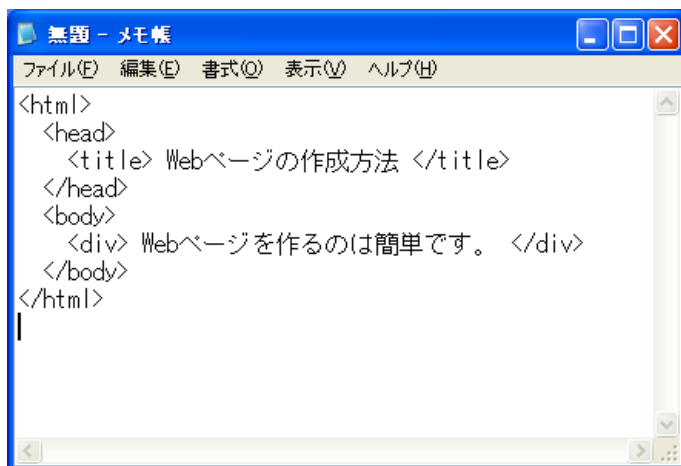 無題 - メモ帳
ファイル(F) 編集(E) 書式(O) 表示(V) ヘルプ(H)
<html>
  <head>
    <title> Webページの作成方法 </title>
  </head>
  <body>
    <div> Webページを作るのは簡単です。 </div>
  </body>
</html>